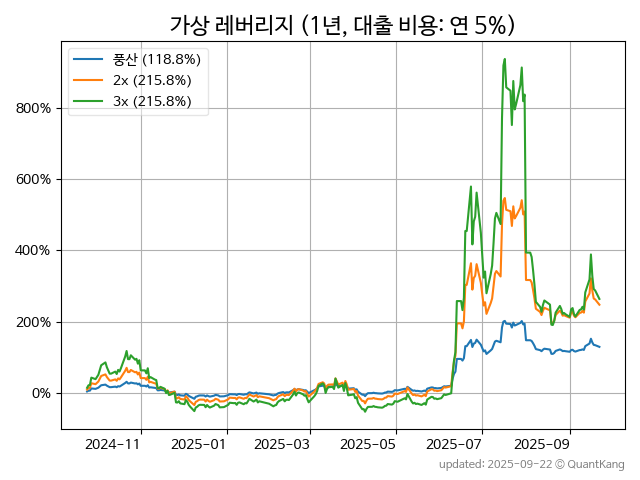 가상 레버리지 (1년, 대출 비용: 연 5%)
풍산 (118.8%)
2x (215.8%)
3x (215.8%)
800%
600%
400%
200%
0%
2024-11 2025-01 2025-03 2025-05 2025-07 2025-09
updated: 2025-09-22 © QuantKang